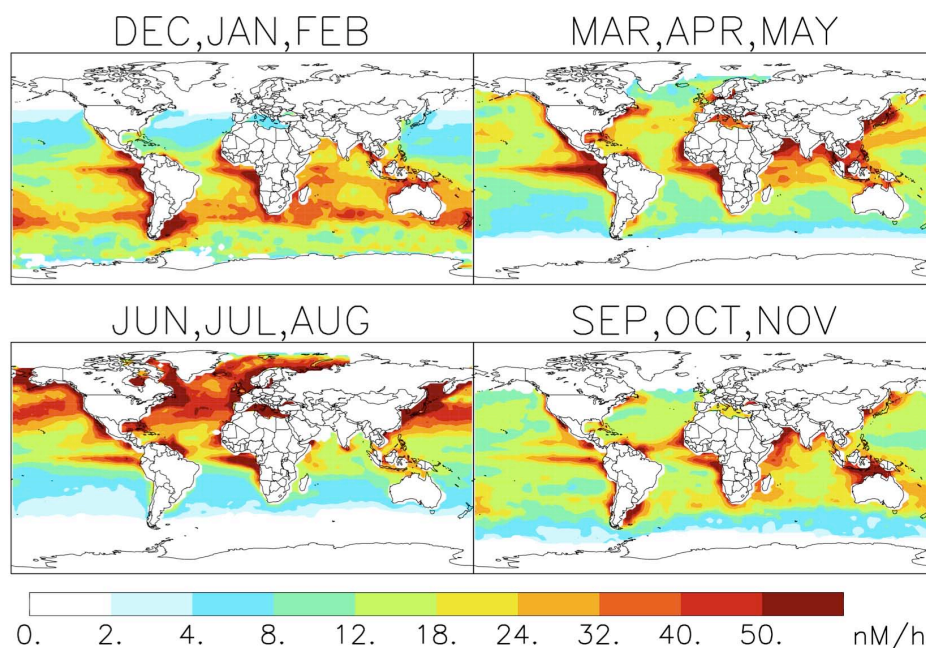 DEC,JAN,FEB
MAR,APR,MAY
JUN,JUL,AUG
SEP,OCT,NOV
0. 2. 4. 8. 12. 18. 24. 32. 40. 50. nM/h